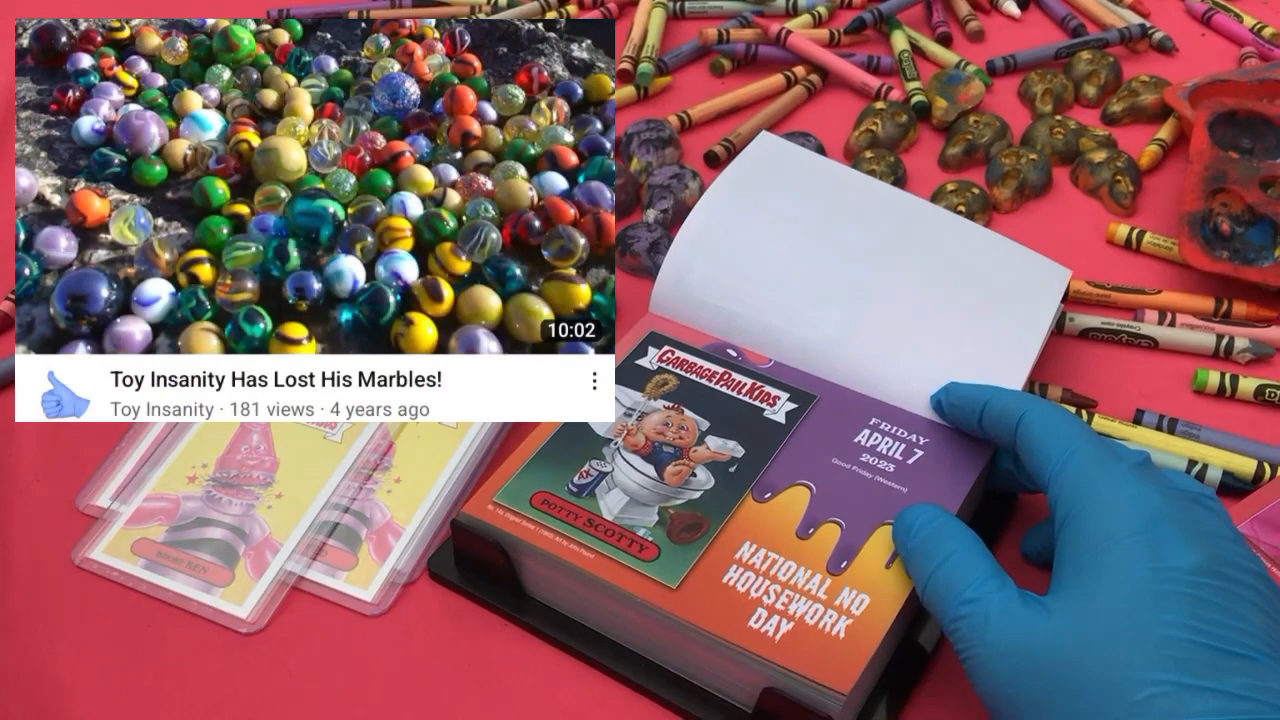 10:02
Toy Insanity Has Lost His Marbles!
Toy Insanity · 181 views · 4 years ago
GARBAGE PAIL KIDS
POTTY SCOTTY
FRIDAY
APRIL 7
2023
Good Friday (Western)
NATIONAL NO
HOUSEWORK
DAY
Crayola